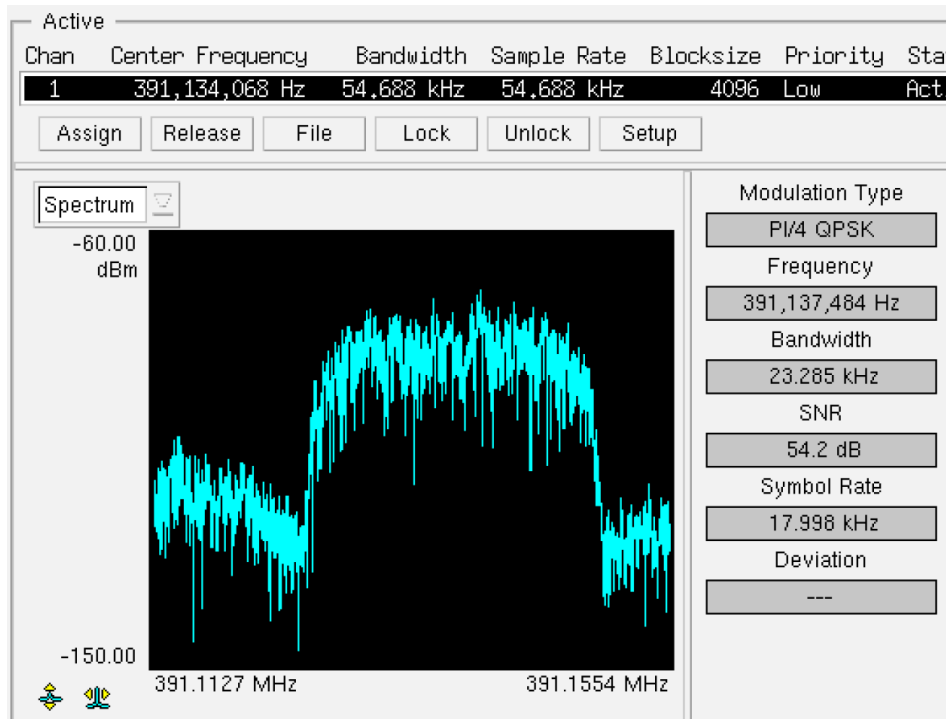 Active
Chan Center Frequency Bandwidth Sample Rate Blocksize Priority Sta
1 391,134,068 Hz 54.688 kHz 54.688 kHz 4096 Low Act
Assign Release File Lock Unlock Setup
Spectrum
-60.00
dBm
-150.00
391.1127 MHz 391.1554 MHz
Modulation Type
PI/4 QPSK
Frequency
391,137,484 Hz
Bandwidth
23.285 kHz
SNR
54.2 dB
Symbol Rate
17.998 kHz
Deviation
---